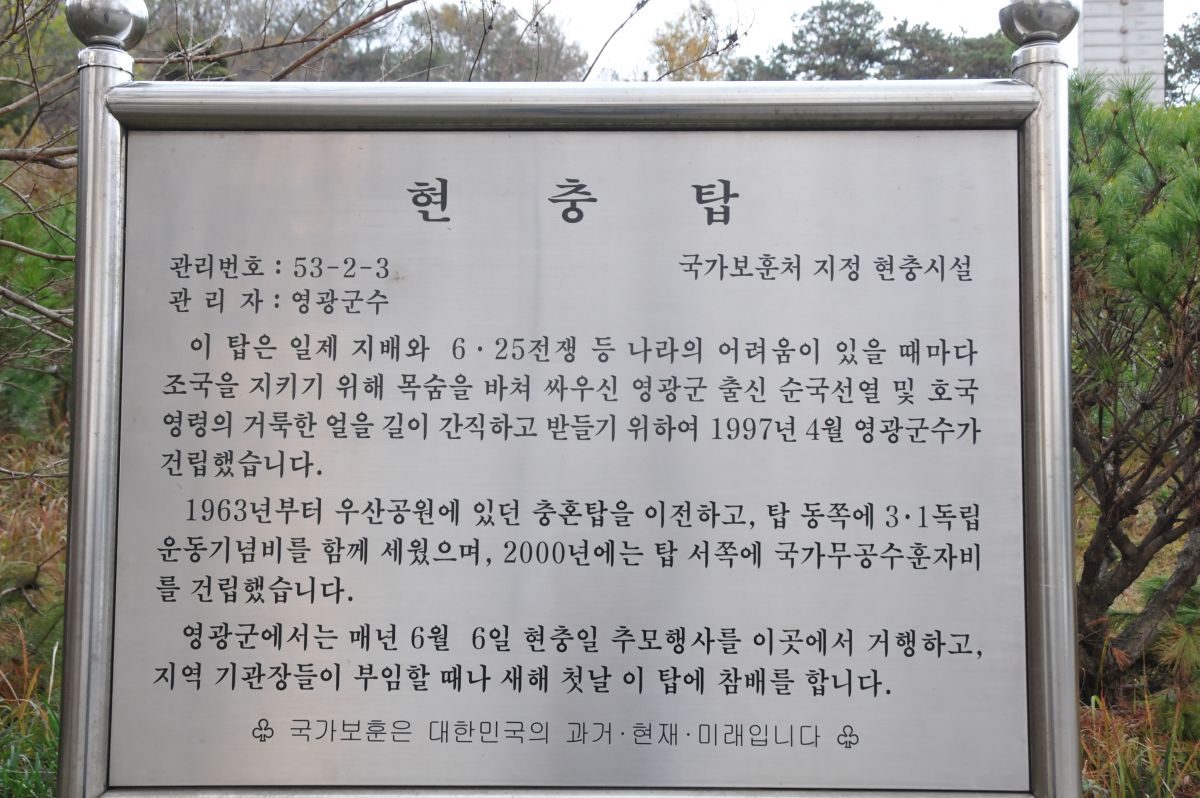 현 충 탑
관리번호 : 53-2-3 국가보훈처 지정 현충시설
관 리 자 : 영광군수
이 탑은 일제 지배와 6·25전쟁 등 나라의 어려움이 있을 때마다
조국을 지키기 위해 목숨을 바쳐 싸우신 영광군 출신 순국선열 및 호국
영령의 거룩한 얼을 길이 간직하고 받들기 위하여 1997년 4월 영광군수가
건립했습니다.
1963년부터 우산공원에 있던 충혼탑을 이전하고, 탑 동쪽에 3·1독립
운동기념비를 함께 세웠으며, 2000년에는 탑 서쪽에 국가무공수훈자비
를 건립했습니다.
영광군에서는 매년 6월 6일 현충일 추모행사를 이곳에서 거행하고,
지역 기관장들이 부임할 때나 새해 첫날 이 탑에 참배를 합니다.
♧ 국가보훈은 대한민국의 과거·현재·미래입니다 ♧